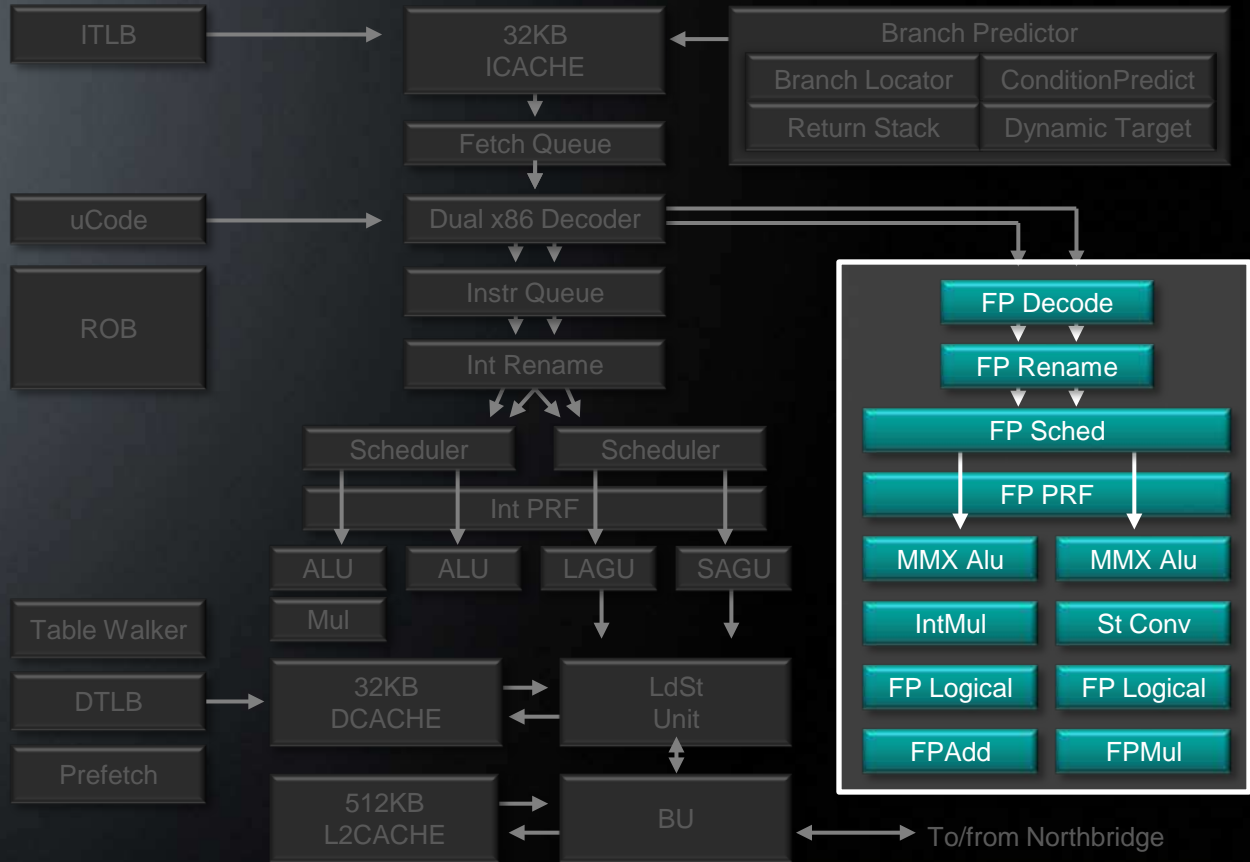 ITLB
32KB
ICACHE
Branch Predictor
Branch Locator
ConditionPredict
Return Stack
Dynamic Target
Fetch Queue
uCode
Dual x86 Decoder
ROB
Instr Queue
Int Rename
Scheduler
Scheduler
Int PRF
ALU
ALU
LAGU
SAGU
Mul
Table Walker
DTLB
Prefetch
32KB
DCACHE
LdSt
Unit
512KB
L2CACHE
BU
To/from Northbridge
FP Decode
FP Rename
FP Sched
FP PRF
MMX Alu
MMX Alu
IntMul
St Conv
FP Logical
FP Logical
FPAdd
FPMul